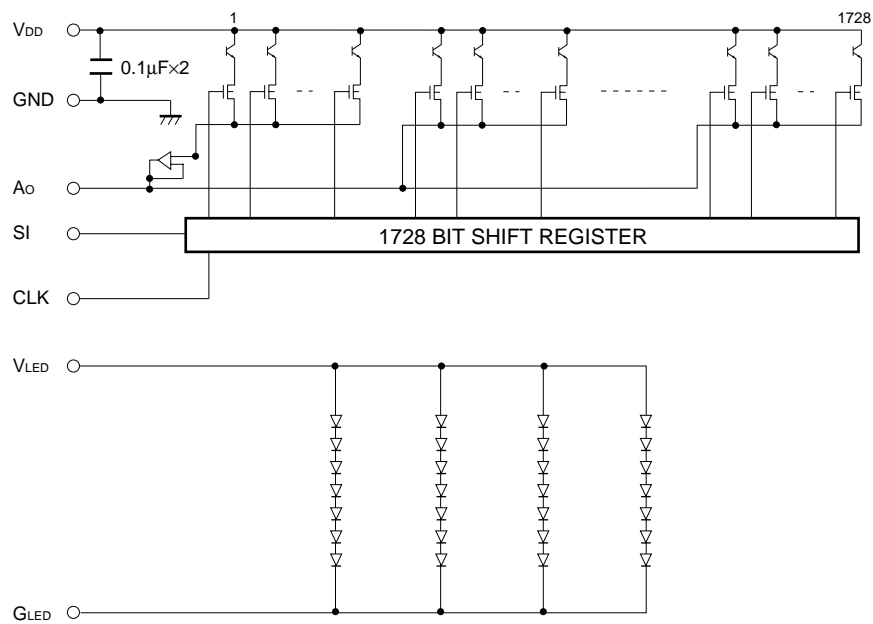 1 1728
VDD
0.1µF×2
GND
AO
SI
1728 BIT SHIFT REGISTER
CLK
VLED
GLED